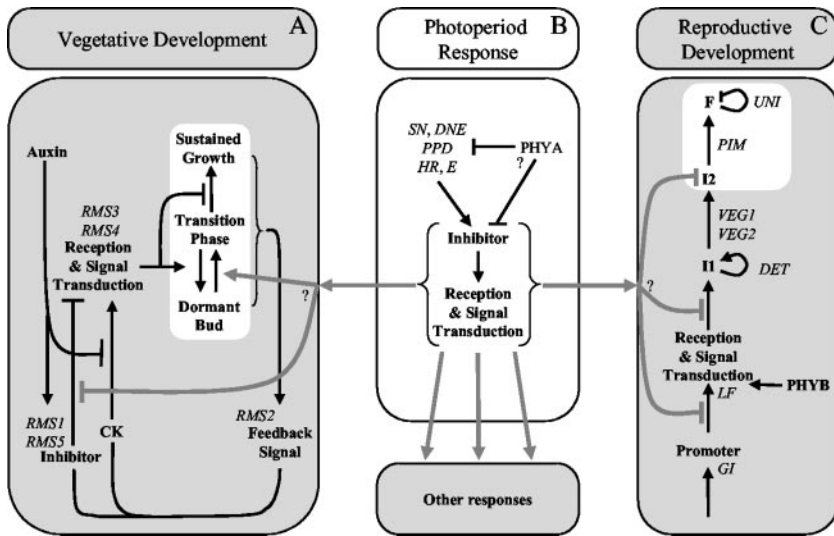 Vegetative Development A
Auxin
RMS3
RMS4
Reception
& Signal
Transduction
Sustained
Growth
Transition
Phase
Dormant
Bud
?
RMS1
RMS5
Inhibitor
CK
RMS2
Feedback
Signal
Photoperiod B
Response
SN, DNE
PPD
HR, E
PHYA
?
Inhibitor
Reception
& Signal
Transduction
Other responses
Reproductive C
Development
F
UNI
PIM
I2
VEG1
VEG2
I1
DET
?
Reception
& Signal
Transduction
LF
PHYB
Promoter
GI